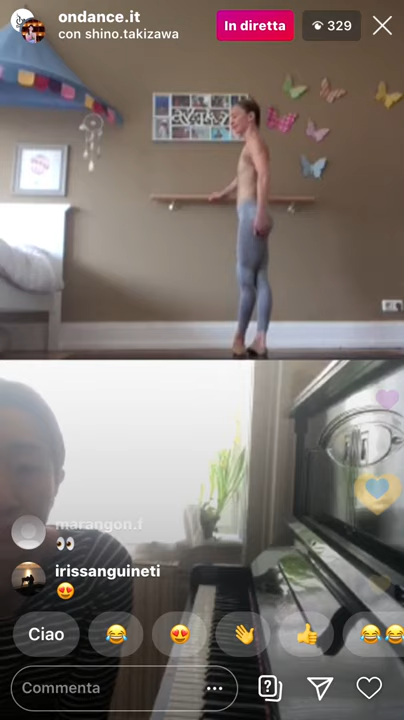 ondance.it
con shino.takizawa
In diretta
329
marangon.f
irissanguineti
Ciao
Commenta